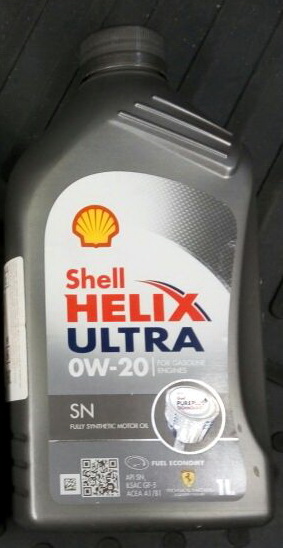 Shell
HELIX
ULTRA
0W-20
FOR GASOLINE
ENGINES
SN
FULLY SYNTHETIC MOTOR OIL
FUEL ECONOMY
API SN,
ILSAC GF-5
ACEA A1/B1
1L